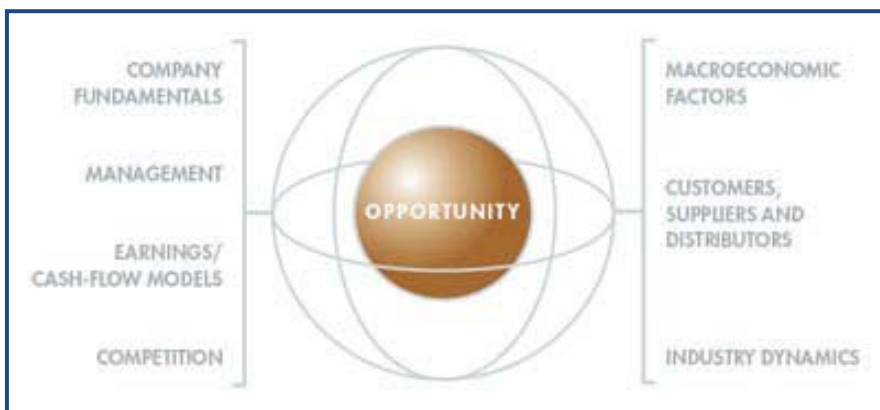 COMPANY
FUNDAMENTALS
MANAGEMENT
EARNINGS/
CASH-FLOW MODELS
COMPETITION
OPPORTUNITY
MACROECONOMIC
FACTORS
CUSTOMERS,
SUPPLIERS AND
DISTRIBUTORS
INDUSTRY DYNAMICS